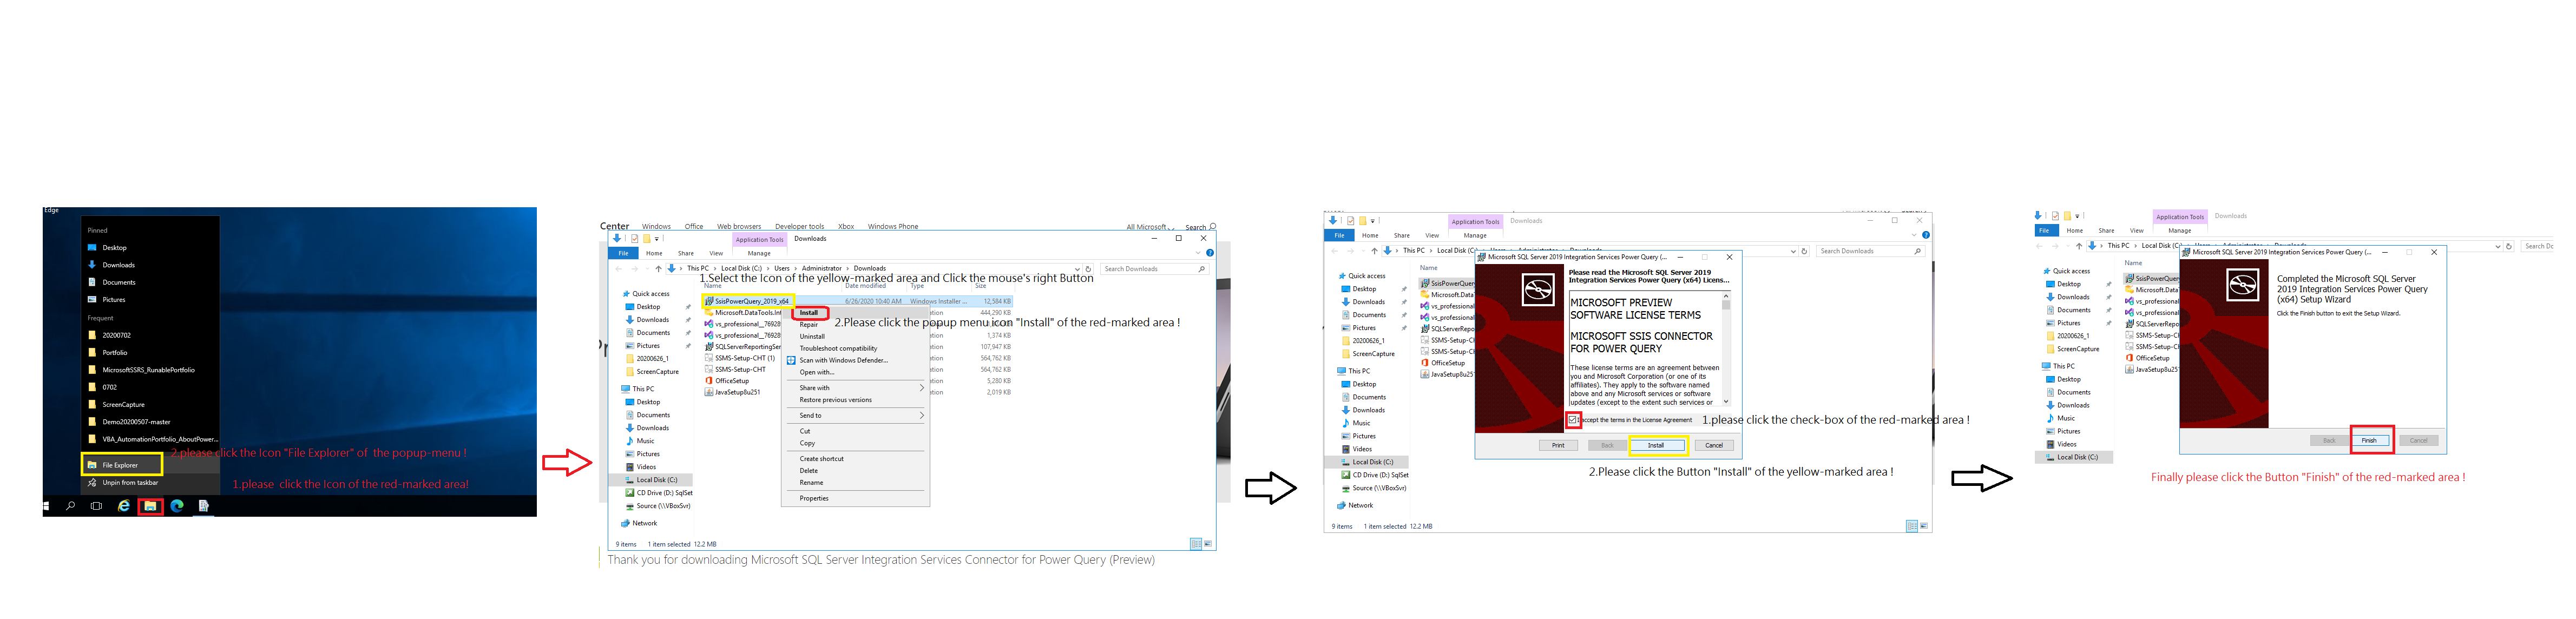 Edge
Pinned
Desktop
Downloads
Documents
Pictures
Frequent
20200702
Portfolio
MicrosoftSSRS_RunablePortfolio
0702
ScreenCapture
Demo20200507-master
VBA_AutomationPortfolio_AboutPower...
2.please click the Icon "File Explorer" of the popup-menu !
File Explorer
Unpin from taskbar
1.please click the Icon of the red-marked area!
Center Windows Office Web browsers Developer tools Xbox Windows Phone All Microsoft Search
Application Tools Downloads
File Home Share View Manage
This PC > Local Disk (C:) > Users > Administrator > Downloads Search Downloads
1.Select the Icon of the yellow-marked area and Click the mouse's right Button
Name Date modified Type Size
Quick access
Desktop
Downloads
Documents
Pictures
20200626_1
ScreenCapture
This PC
Desktop
Documents
Downloads
Music
Pictures
Videos
Local Disk (C:)
CD Drive (D:) SqlSet
Source (\\VBoxSvr)
Network
SsisPowerQuery_2019_x64 6/26/2020 10:40 AM Windows Installer ... 12,584 KB
Microsoft.DataTools.Int 444,290 KB
vs_professional__76928
vs_professional__76928 1,374 KB
SQLServerReportingSer 107,947 KB
SSMS-Setup-CHT (1) 564,762 KB
SSMS-Setup-CHT 564,762 KB
OfficeSetup 5,280 KB
JavaSetup8u251 2,019 KB
Install
2.Please click the popup menu icon "Install" of the red-marked area !
Repair
Uninstall
Troubleshoot compatibility
Scan with Windows Defender...
Open with...
Share with
Restore previous versions
Send to
Cut
Copy
Create shortcut
Delete
Rename
Properties
9 items 1 item selected 12.2 MB
Thank you for downloading Microsoft SQL Server Integration Services Connector for Power Query (Preview)
Application Tools Downloads
File Home Share View Manage
This PC > Local Disk (C:) Search Downloads
Name
Quick access
Desktop
Downloads
Documents
Pictures
20200626_1
ScreenCapture
This PC
Desktop
Documents
Downloads
Music
Pictures
Videos
Local Disk (C:)
CD Drive (D:) SqlSet
Source (\\VBoxSvr)
Network
SsisPowerQuery
Microsoft.Data
vs_professional
vs_professional
SQLServerRepo
SSMS-Setup-CH
SSMS-Setup-CH
OfficeSetup
JavaSetup8u251
Microsoft SQL Server 2019 Integration Services Power Query (...
Please read the Microsoft SQL Server 2019
Integration Services Power Query (x64) Licens...
MICROSOFT PREVIEW
SOFTWARE LICENSE TERMS
MICROSOFT SSIS CONNECTOR
FOR POWER QUERY
These license terms are an agreement between
you and Microsoft Corporation (or one of its
affiliates). They apply to the software named
above and any Microsoft services or software
updates (except to the extent such services or
I accept the terms in the License Agreement
1.please click the check-box of the red-marked area !
Print Back Install Cancel
2.Please click the Button "Install" of the yellow-marked area !
9 items 1 item selected 12.2 MB
Application Tools Downloads
File Home Share View Manage
This PC > Local Disk (C:) Search Do
Name
Quick access
Desktop
Downloads
Documents
Pictures
20200626_1
ScreenCapture
This PC
Desktop
Documents
Downloads
Music
Pictures
Videos
Local Disk (C:)
SsisPowerQuery
Microsoft.Data
vs_professional
vs_professional
SQLServerRepo
SSMS-Setup-CH
SSMS-Setup-CH
OfficeSetup
JavaSetup8u251
Microsoft SQL Server 2019 Integration Services Power Query (...
Completed the Microsoft SQL Server
2019 Integration Services Power Query
(x64) Setup Wizard
Click the Finish button to exit the Setup Wizard.
Back Finish Cancel
Finally please click the Button "Finish" of the red-marked area !